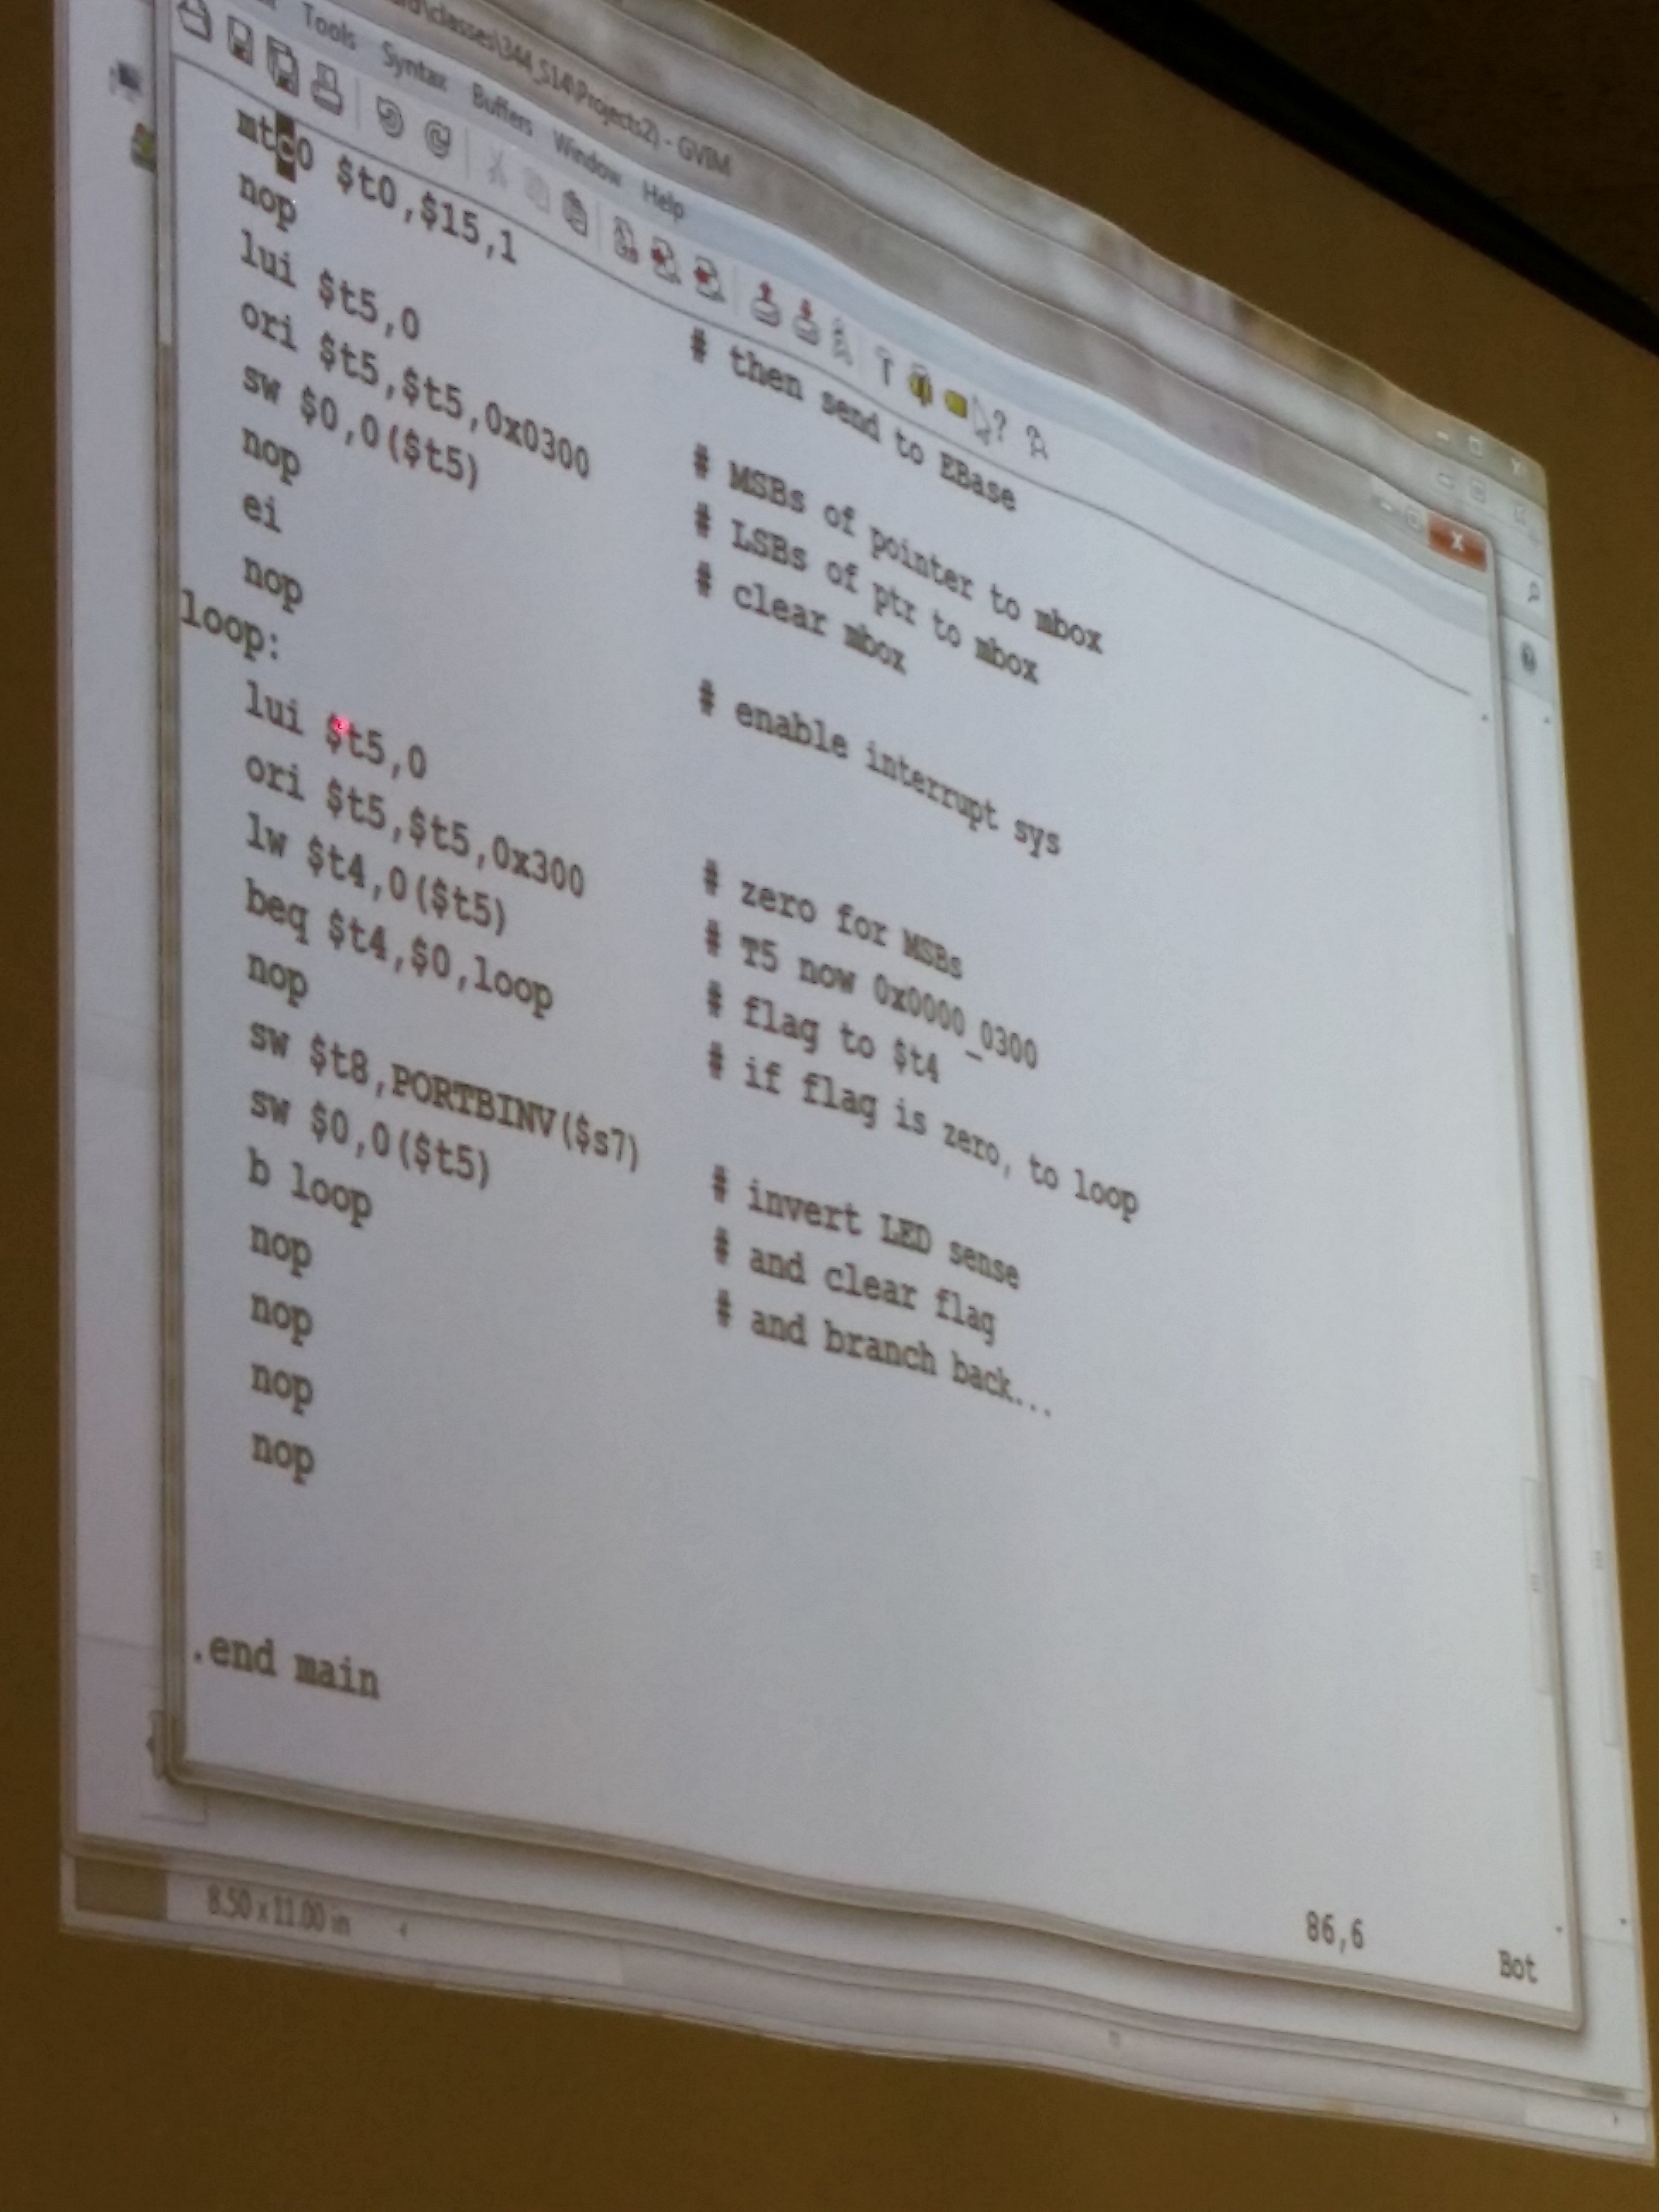 \classes\344_S14\Projects2) - GVIM
Tools Syntax Buffers Window Help
mtc0 $t0,$15,1 # then send to EBase
nop
lui $t5,0 # MSBs of pointer to mbox
ori $t5,$t5,0x0300 # LSBs of ptr to mbox
sw $0,0($t5) # clear mbox
nop
ei # enable interrupt sys
nop
loop:
lui $t5,0 # zero for MSBs
ori $t5,$t5,0x300 # T5 now 0x0000_0300
lw $t4,0($t5) # flag to $t4
beq $t4,$0,loop # if flag is zero, to loop
nop
sw $t8,PORTBINV($s7) # invert LED sense
sw $0,0($t5) # and clear flag
b loop # and branch back...
nop
nop
nop
nop
.end main
86,6 Bot
8.50 x 11.00 in